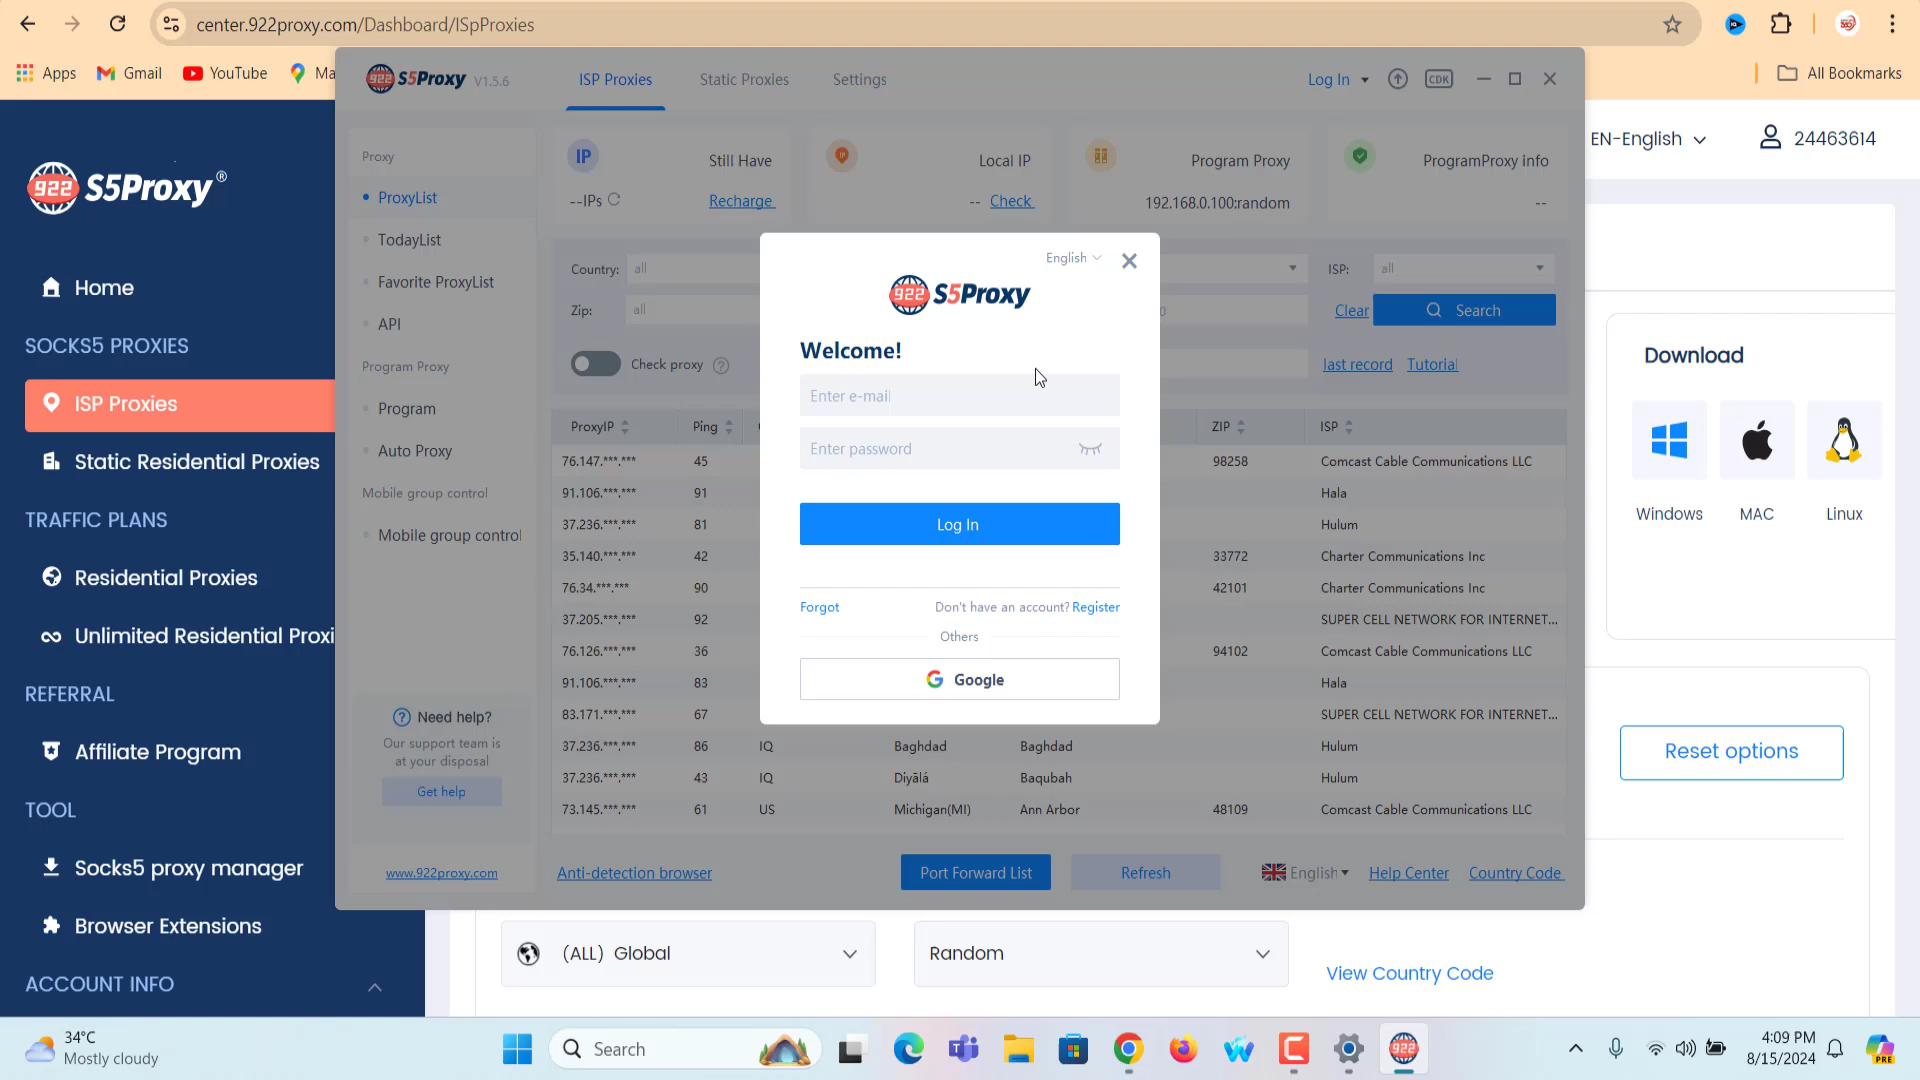 center.922proxy.com/Dashboard/ISpProxies
Apps Gmail YouTube Ma All Bookmarks
922 S5Proxy V1.5.6 ISP Proxies Static Proxies Settings Log In CDK
EN-English 24463614
922 S5Proxy ®
Home
SOCKS5 PROXIES
ISP Proxies
Static Residential Proxies
TRAFFIC PLANS
Residential Proxies
Unlimited Residential Proxi
REFERRAL
Affiliate Program
TOOL
Socks5 proxy manager
Browser Extensions
ACCOUNT INFO
Proxy
ProxyList
TodayList
Favorite ProxyList
API
Program Proxy
Program
Auto Proxy
Mobile group control
Mobile group control
Need help?
Our support team is
at your disposal
Get help
www.922proxy.com
IP Still Have Local IP Program Proxy ProgramProxy info
--IPs Recharge -- Check 192.168.0.100:random --
Country: all ISP: all
Zip: all 0 Clear Search
Check proxy last record Tutorial
ProxyIP Ping ZIP ISP
76.147.***.*** 45 98258 Comcast Cable Communications LLC
91.106.***.*** 91 Hala
37.236.***.*** 81 Hulum
35.140.***.*** 42 33772 Charter Communications Inc
76.34.***.*** 90 42101 Charter Communications Inc
37.205.***.*** 92 SUPER CELL NETWORK FOR INTERNET...
76.126.***.*** 36 94102 Comcast Cable Communications LLC
91.106.***.*** 83 Hala
83.171.***.*** 67 SUPER CELL NETWORK FOR INTERNET...
37.236.***.*** 86 IQ Baghdad Baghdad Hulum
37.236.***.*** 43 IQ Diyālá Baqubah Hulum
73.145.***.*** 61 US Michigan(MI) Ann Arbor 48109 Comcast Cable Communications LLC
Anti-detection browser Port Forward List Refresh English Help Center Country Code
English
922 S5Proxy
Welcome!
Enter e-mail
Enter password
Log In
Forgot Don't have an account? Register
Others
Google
Download
Windows MAC Linux
Reset options
(ALL) Global Random View Country Code
34°C
Mostly cloudy
Search
922
4:09 PM
8/15/2024
PRE